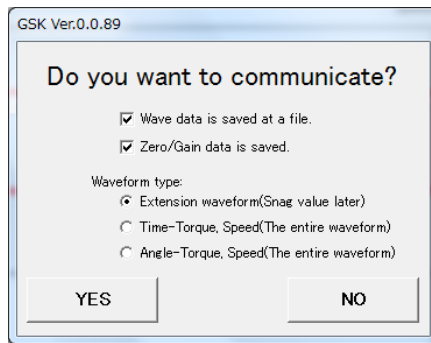 GSK Ver.0.0.89
Do you want to communicate?
Wave data is saved at a file.
Zero/Gain data is saved.
Waveform type:
Extension waveform(Snag value later)
Time-Torque, Speed(The entire waveform)
Angle-Torque, Speed(The entire waveform)
YES NO